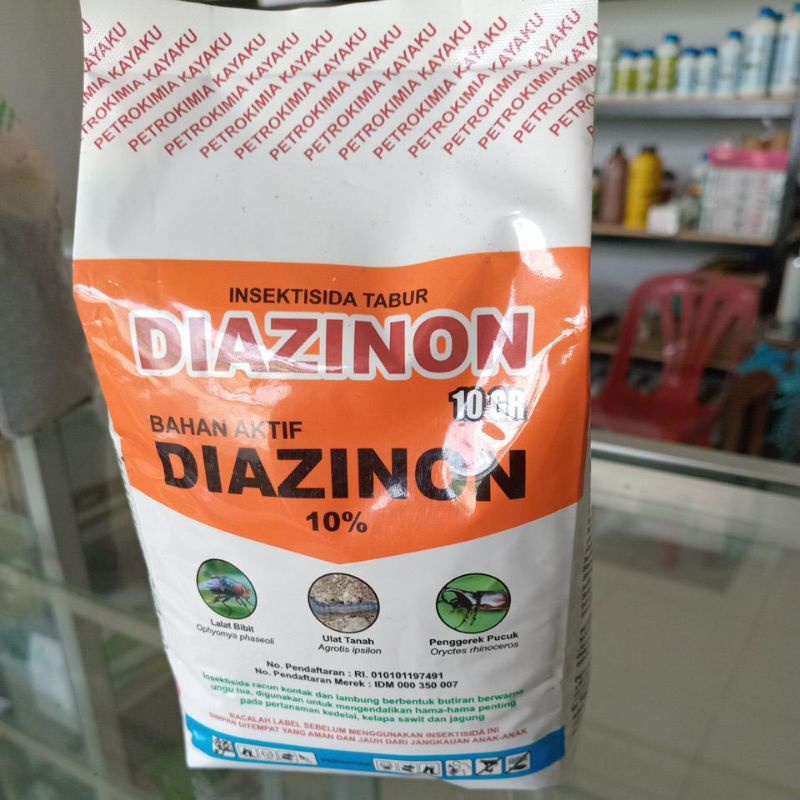 PETROKIMIA KAYAKU
INSEKTISIDA TABUR
DIAZINON
10 GR
BAHAN AKTIF
DIAZINON
10%
Lalat Bibit
Ophyomya phaseoli
Ulat Tanah
Agrotis ipsilon
Penggerek Pucuk
Oryctes rhinoceros
No. Pendaftaran : RI. 010101197491
No. Pendaftaran Merek : IDM 000 350 007
Insektisida racun kontak dan lambung berbentuk butiran berwarna
ungu tua, digunakan untuk mengendalikan hama-hama penting
pada pertanaman kedelai, kelapa sawit dan jagung
BACALAH LABEL SEBELUM MENGGUNAKAN INSEKTISIDA INI
SIMPAN DITEMPAT YANG AMAN DAN JAUH DARI JANGKAUAN ANAK-ANAK
PERHATIAN